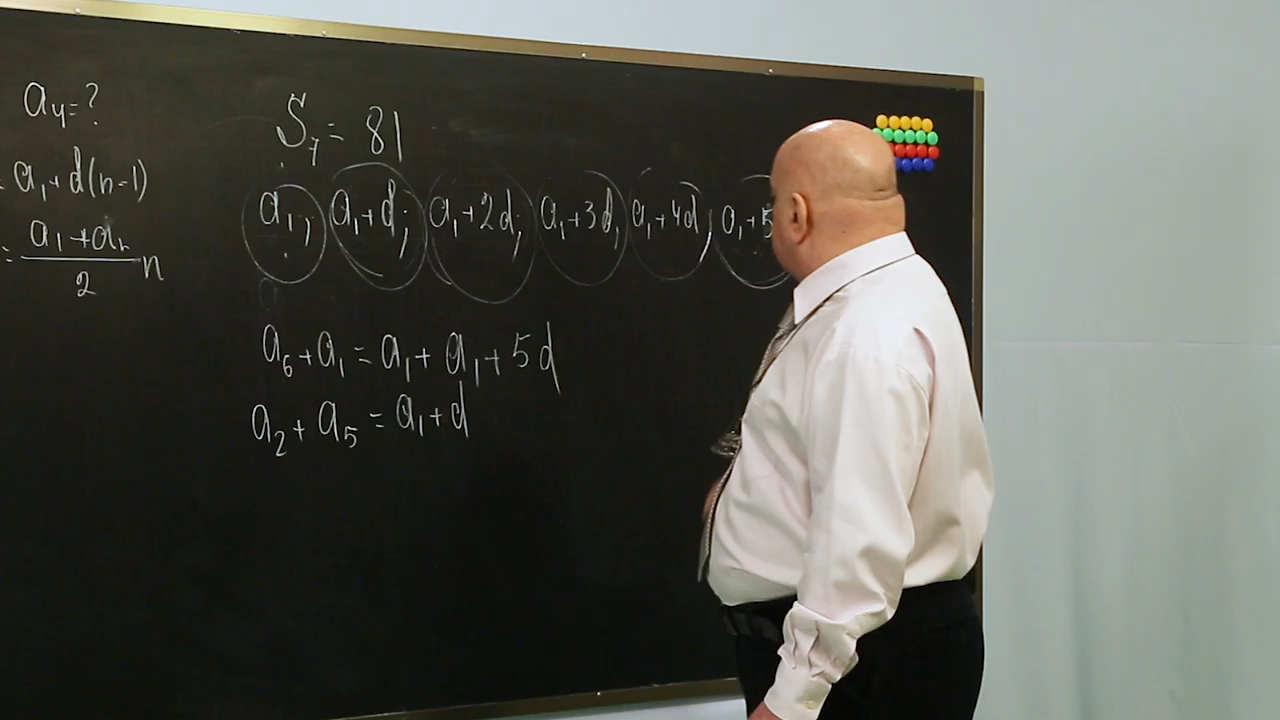 a₄ = ?
= a₁ + d(n-1)
= (a₁ + aₙ)/2 n
S₇ = 81
a₁; a₁+d; a₁+2d; a₁+3d; a₁+4d; a₁+5
a₆ + a₁ = a₁ + a₁ + 5d
a₂ + a₅ = a₁ + d